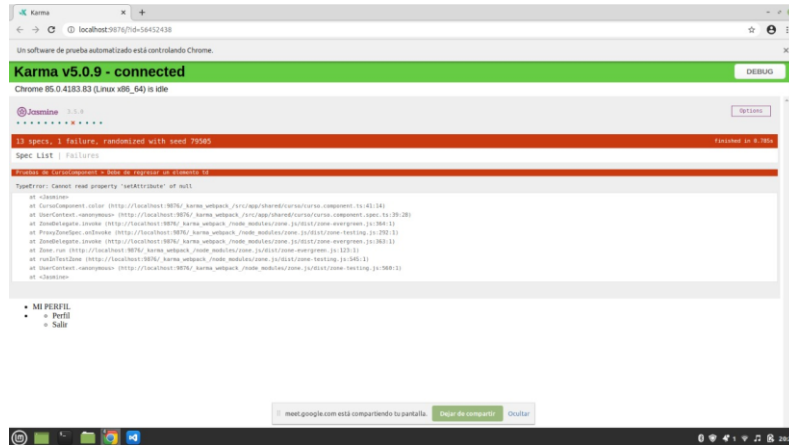 Karma
localhost:9876/?id=56452438
Un software de prueba automatizado está controlando Chrome.
Karma v5.0.9 - connected
DEBUG
Chrome 85.0.4183.83 (Linux x86_64) is idle
Jasmine
Options
13 specs, 1 failure, randomized with seed 79505
finished in 0.785s
Spec List | Failures
Pruebas de CursoComponent > Debe de regresar un elemento td
TypeError: Cannot read property 'setAttribute' of null
at <Jasmine>
at CursoComponent.color (http://localhost:9876/_karma_webpack_/src/app/shared/curso/curso.component.ts:41:14)
at UserContext.<anonymous> (http://localhost:9876/_karma_webpack_/src/app/shared/curso/curso.component.spec.ts:39:28)
at ZoneDelegate.invoke (http://localhost:9876/_karma_webpack_/node_modules/zone.js/dist/zone-evergreen.js:364:1)
at ProxyZoneSpec.onInvoke (http://localhost:9876/_karma_webpack_/node_modules/zone.js/dist/zone-testing.js:292:1)
at ZoneDelegate.invoke (http://localhost:9876/_karma_webpack_/node_modules/zone.js/dist/zone-evergreen.js:363:1)
at Zone.run (http://localhost:9876/_karma_webpack_/node_modules/zone.js/dist/zone-evergreen.js:123:1)
at runInTestZone (http://localhost:9876/_karma_webpack_/node_modules/zone.js/dist/zone-testing.js:545:1)
at UserContext.<anonymous> (http://localhost:9876/_karma_webpack_/node_modules/zone.js/dist/zone-testing.js:560:1)
at <Jasmine>
MI PERFIL
Perfil
Salir
meet.google.com está compartiendo tu pantalla.
Dejar de compartir
Ocultar